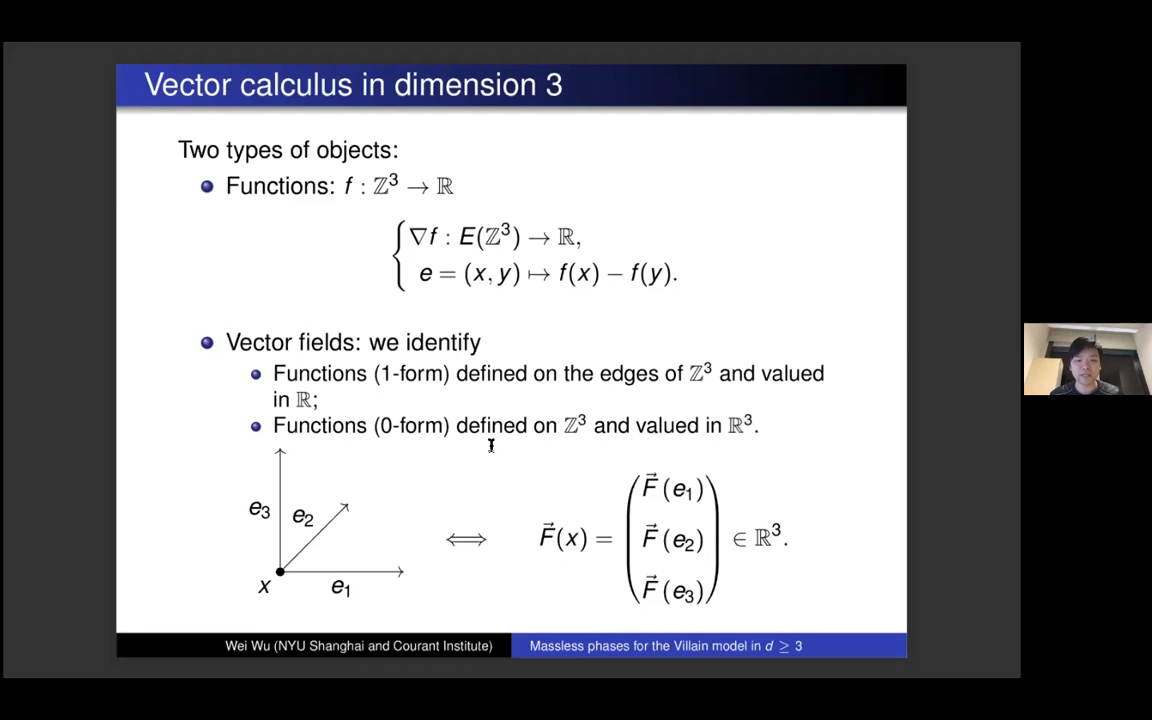 Vector calculus in dimension 3
Two types of objects:
Functions: f : ℤ³ → ℝ
∇f : E(ℤ³) → ℝ,
e = (x, y) ↦ f(x) − f(y).
Vector fields: we identify
Functions (1-form) defined on the edges of ℤ³ and valued
in ℝ;
Functions (0-form) defined on ℤ³ and valued in ℝ³.
e₃ e₂
x e₁
⟺
F⃗(x) = (F⃗(e₁) F⃗(e₂) F⃗(e₃)) ∈ ℝ³.
Wei Wu (NYU Shanghai and Courant Institute)
Massless phases for the Villain model in d ≥ 3